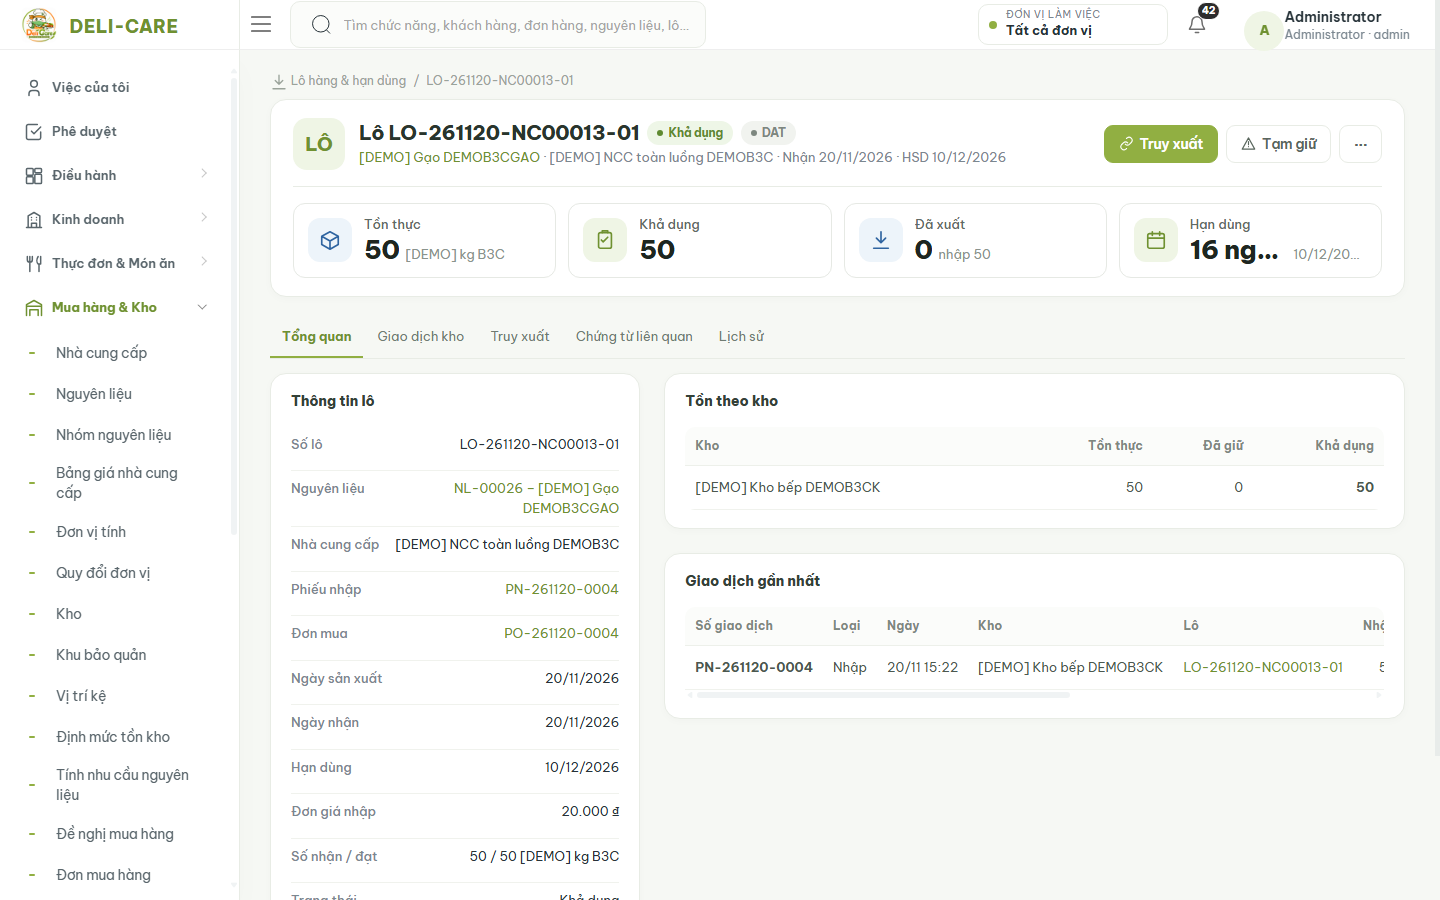 DELI-CARE
Tìm chức năng, khách hàng, đơn hàng, nguyên liệu, lô...
ĐƠN VỊ LÀM VIỆC
Tất cả đơn vị
42
A
Administrator
Administrator · admin
Việc của tôi
Phê duyệt
Điều hành
Kinh doanh
Thực đơn & Món ăn
Mua hàng & Kho
Nhà cung cấp
Nguyên liệu
Nhóm nguyên liệu
Bảng giá nhà cung
cấp
Đơn vị tính
Quy đổi đơn vị
Kho
Khu bảo quản
Vị trí kệ
Định mức tồn kho
Tính nhu cầu nguyên
liệu
Đề nghị mua hàng
Đơn mua hàng
Lô hàng & hạn dùng / LO-261120-NC00013-01
LÔ
Lô LO-261120-NC00013-01
Khả dụng
DAT
[DEMO] Gạo DEMOB3CGAO · [DEMO] NCC toàn luồng DEMOB3C · Nhận 20/11/2026 · HSD 10/12/2026
Truy xuất
Tạm giữ
...
Tồn thực
50 [DEMO] kg B3C
Khả dụng
50
Đã xuất
0 nhập 50
Hạn dùng
16 ng... 10/12/20...
Tổng quan
Giao dịch kho
Truy xuất
Chứng từ liên quan
Lịch sử
Thông tin lô
Số lô LO-261120-NC00013-01
Nguyên liệu NL-00026 – [DEMO] Gạo
DEMOB3CGAO
Nhà cung cấp [DEMO] NCC toàn luồng DEMOB3C
Phiếu nhập PN-261120-0004
Đơn mua PO-261120-0004
Ngày sản xuất 20/11/2026
Ngày nhận 20/11/2026
Hạn dùng 10/12/2026
Đơn giá nhập 20.000 ₫
Số nhận / đạt 50 / 50 [DEMO] kg B3C
Trạng thái Khả dụng
Tồn theo kho
Kho Tồn thực Đã giữ Khả dụng
[DEMO] Kho bếp DEMOB3CK 50 0 50
Giao dịch gần nhất
Số giao dịch Loại Ngày Kho Lô
PN-261120-0004 Nhập 20/11 15:22 [DEMO] Kho bếp DEMOB3CK LO-261120-NC00013-01